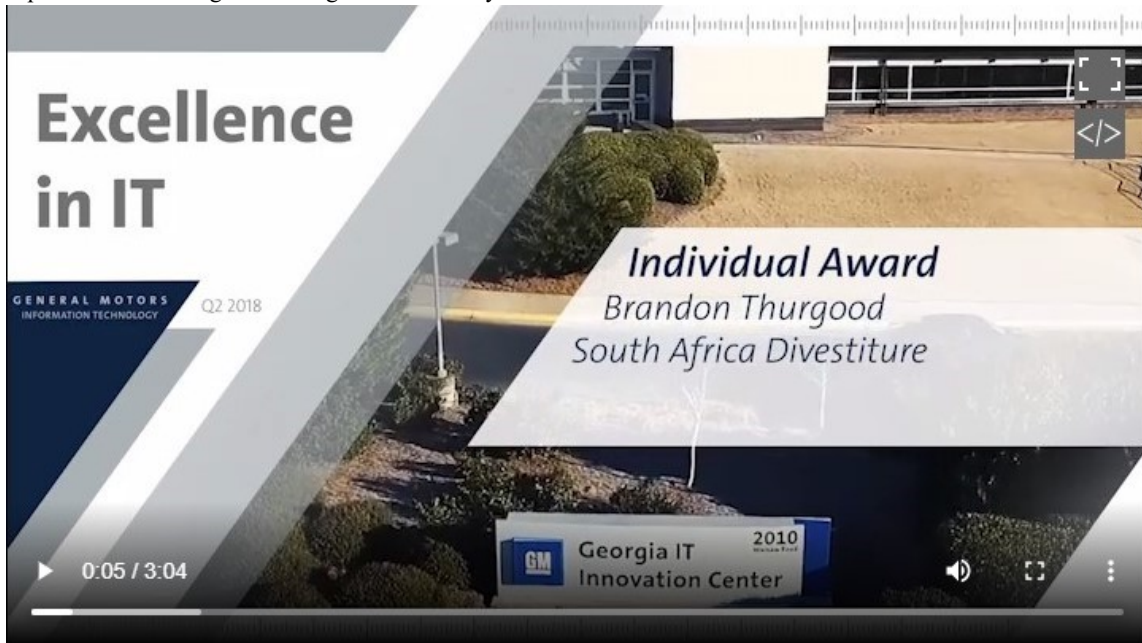 Excellence
in IT
GENERAL MOTORS
INFORMATION TECHNOLOGY
Q2 2018
</>
Individual Award
Brandon Thurgood
South Africa Divestiture
GM
Georgia IT
Innovation Center
2010
0:05 / 3:04